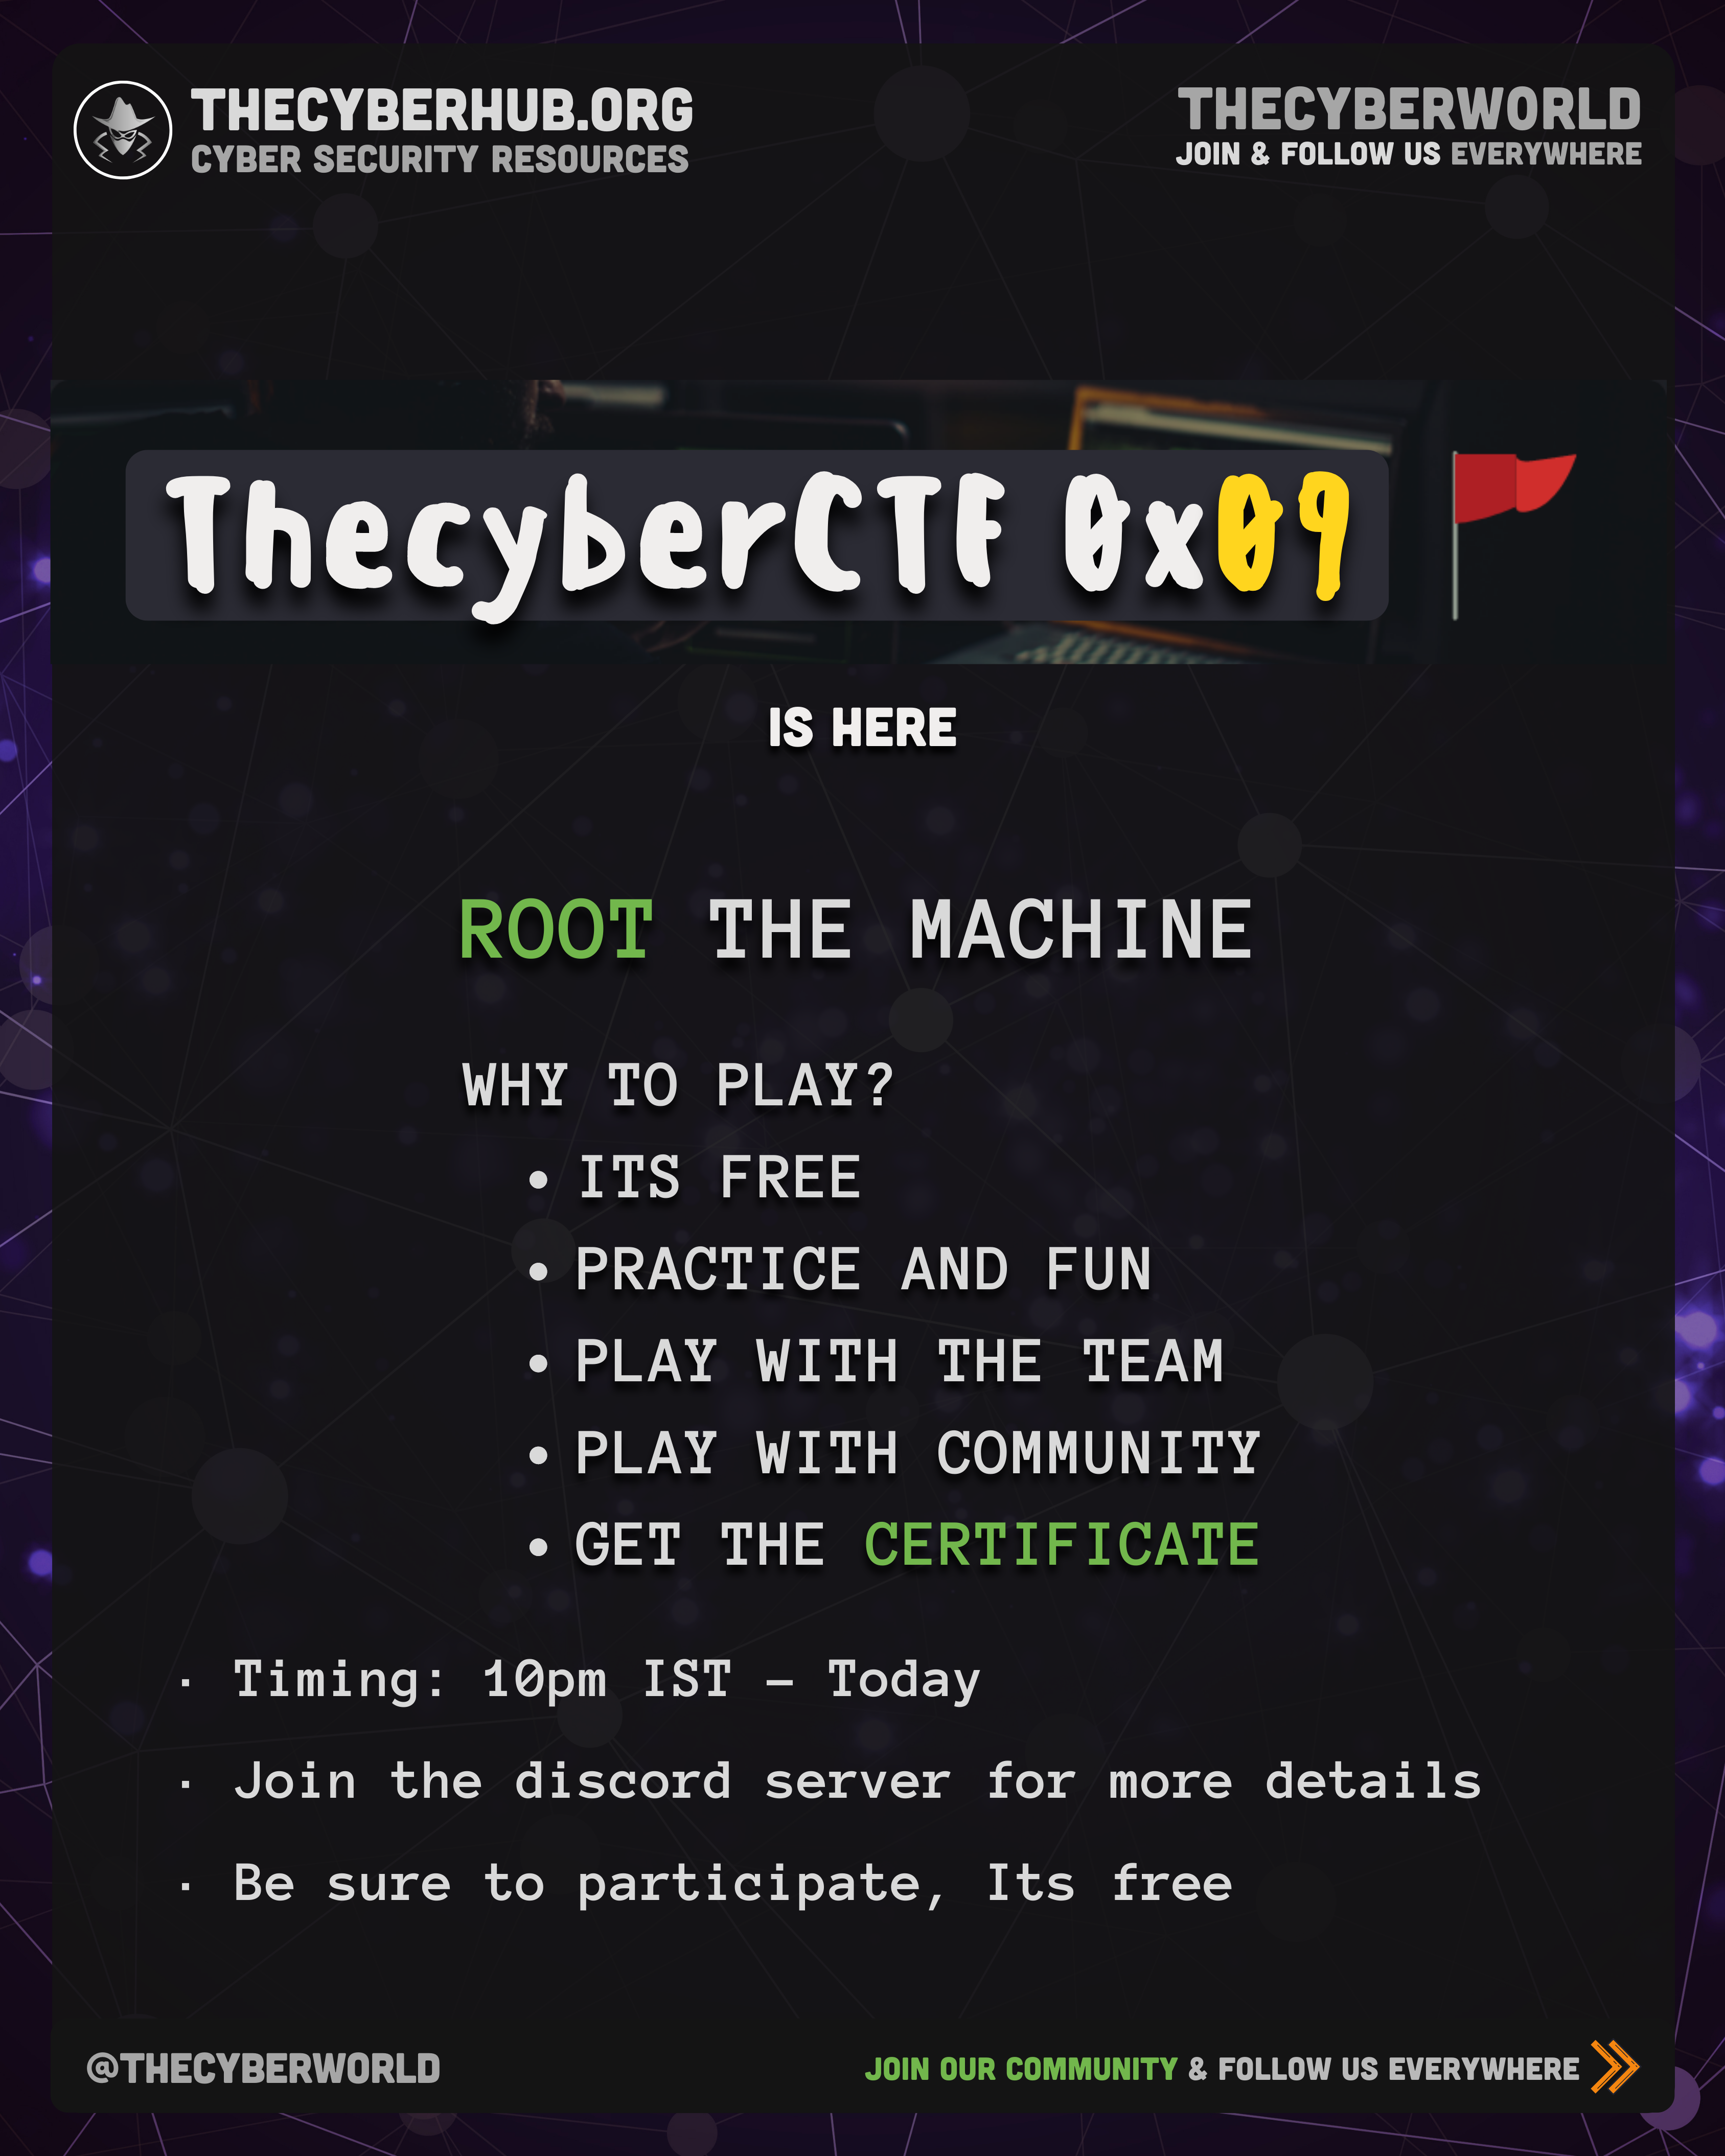 THECYBERHUB.ORG
CYBER SECURITY RESOURCES
THECYBERWORLD
JOIN & FOLLOW US EVERYWHERE
ThecyberCTF 0x09
IS HERE
ROOT THE MACHINE
WHY TO PLAY?
• ITS FREE
• PRACTICE AND FUN
• PLAY WITH THE TEAM
• PLAY WITH COMMUNITY
• GET THE CERTIFICATE
· Timing: 10pm IST – Today
· Join the discord server for more details
· Be sure to participate, Its free
@THECYBERWORLD
JOIN OUR COMMUNITY & FOLLOW US EVERYWHERE